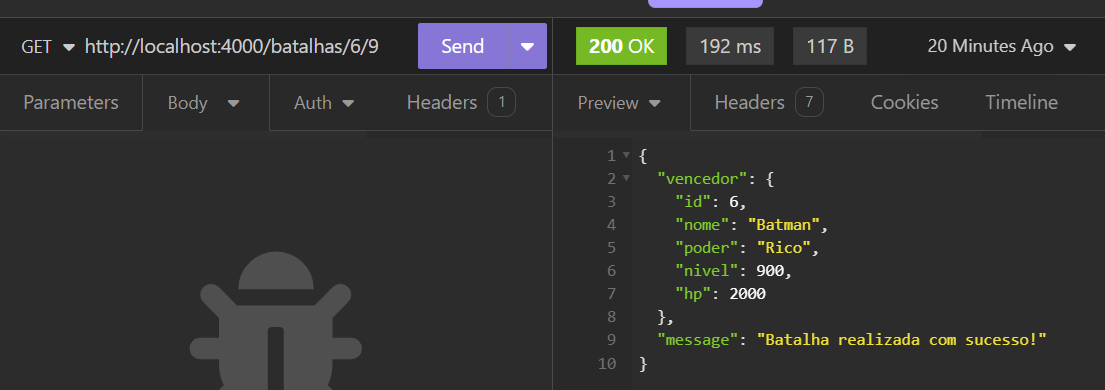 GET http://localhost:4000/batalhas/6/9 Send
200 OK 192 ms 117 B 20 Minutes Ago
Parameters Body Auth Headers 1
Preview Headers 7 Cookies Timeline
1 {
2 "vencedor": {
3 "id": 6,
4 "nome": "Batman",
5 "poder": "Rico",
6 "nivel": 900,
7 "hp": 2000
8 },
9 "message": "Batalha realizada com sucesso!"
10 }